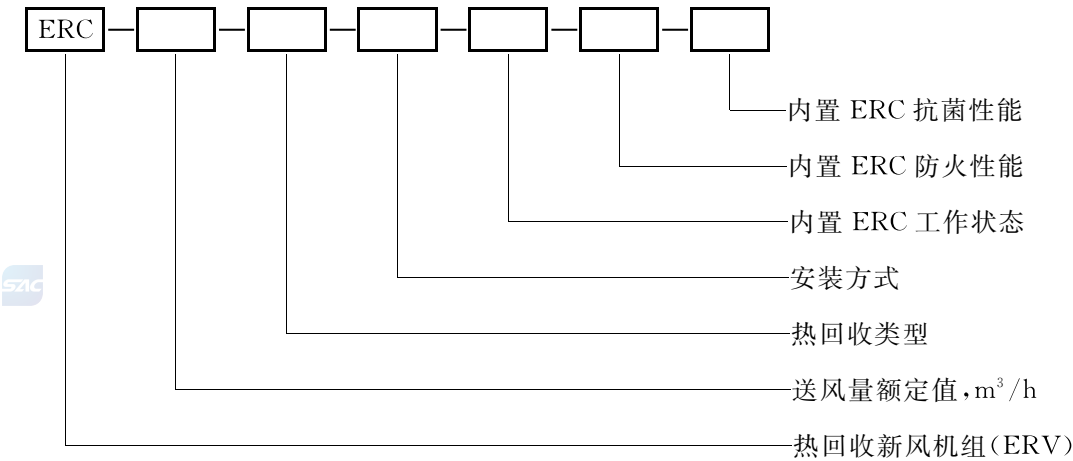 ERC
内置 ERC 抗菌性能
内置 ERC 防火性能
内置 ERC 工作状态
安装方式
SZIC
热回收类型
送风量额定值,m³/h
热回收新风机组(ERV)